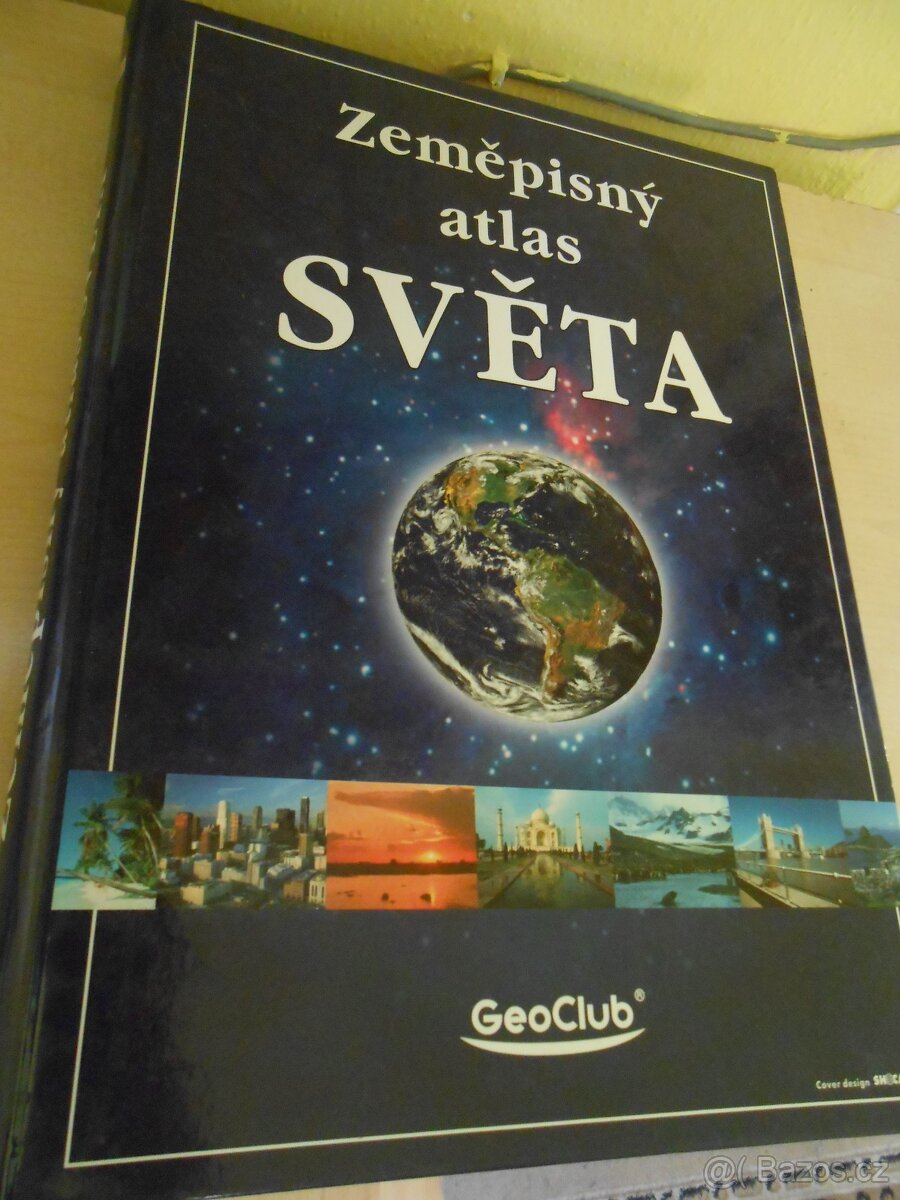 Zeměpisný
atlas
SVĚTA
GeoClub®
Cover design
@( Bazos.cz